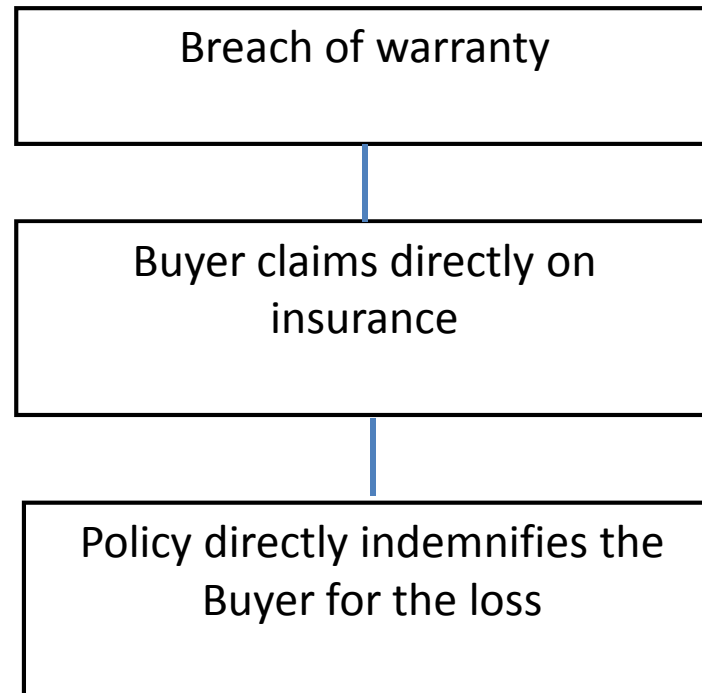 Breach of warranty
Buyer claims directly on
insurance
Policy directly indemnifies the
Buyer for the loss